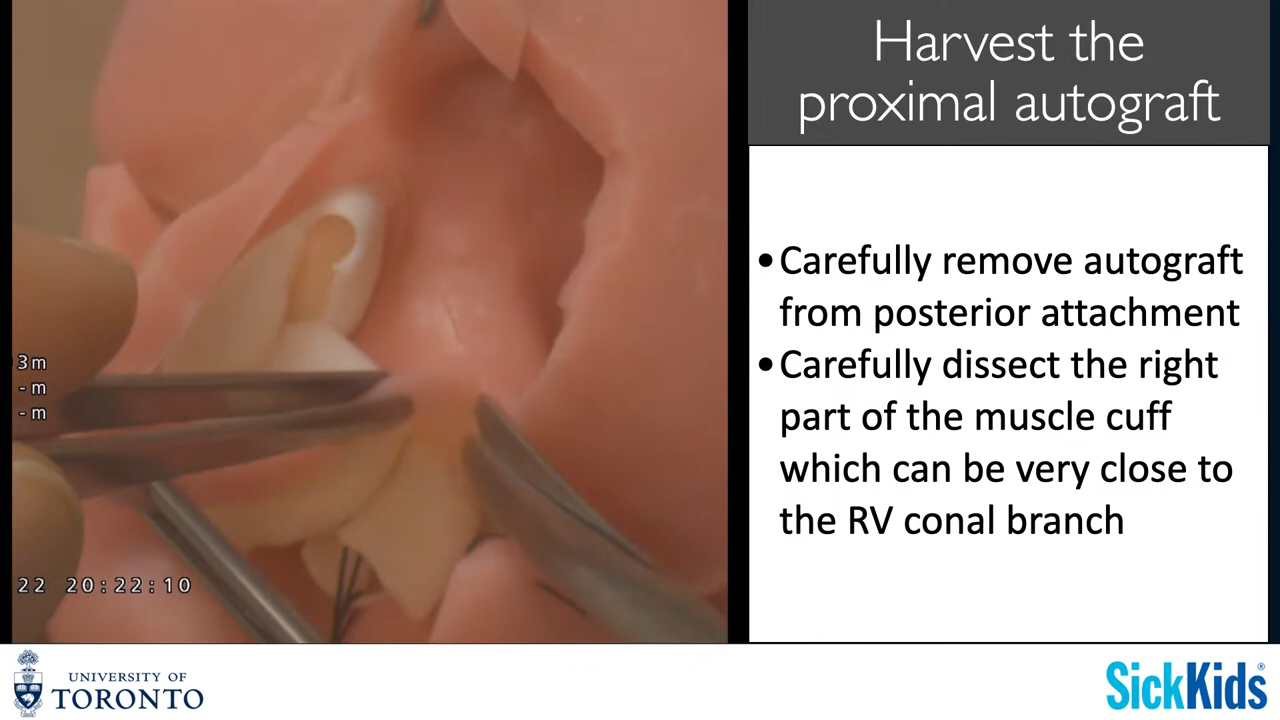 Harvest the
proximal autograft
•Carefully remove autograft
from posterior attachment
•Carefully dissect the right
part of the muscle cuff
which can be very close to
the RV conal branch
3m
-m
-m
22 20:22:10
UNIVERSITY OF
TORONTO
SickKids®